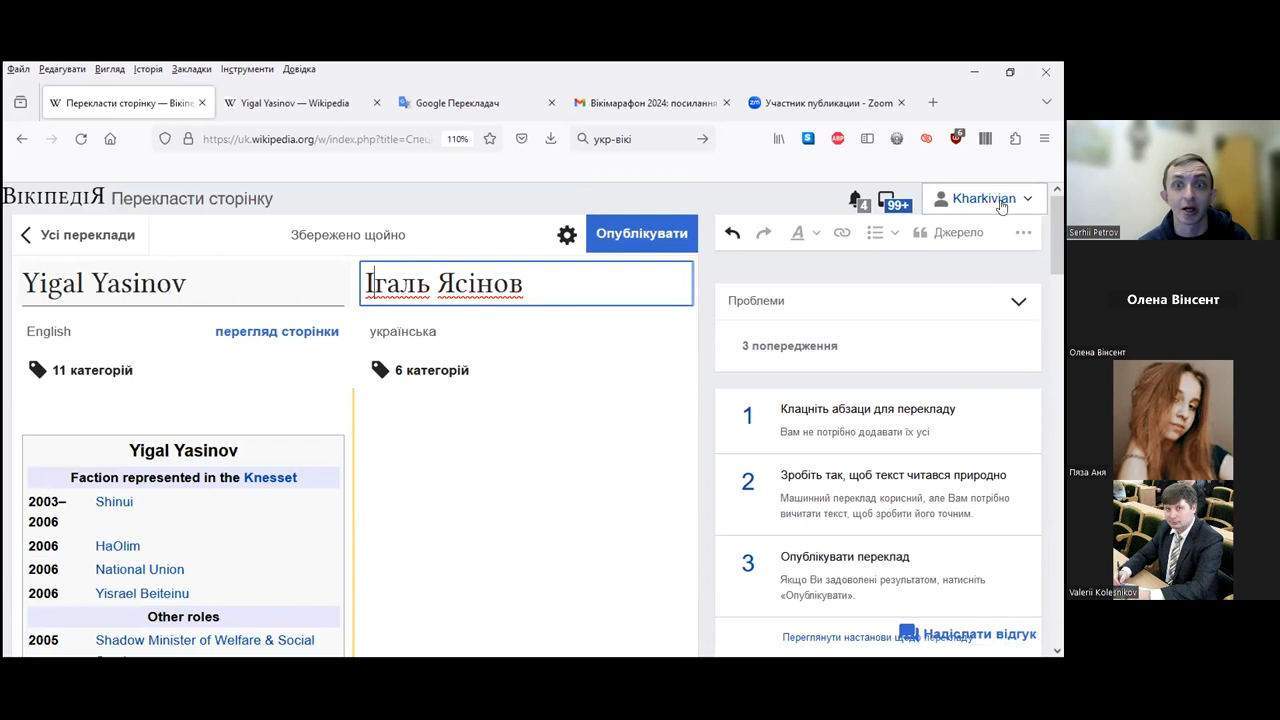 Файл Редагувати Вигляд Історія Закладки Інструменти Довідка
Перекласти сторінку — Вікіпе Yigal Yasinov — Wikipedia Google Перекладач Вікімарафон 2024: посилання Участник публикации - Zoom
https://uk.wikipedia.org/w/index.php?title=Спец 110% укр-вікі
ВІКІПЕДІЯ Перекласти сторінку 4 99+ Kharkivian
Усі переклади Збережено щойно Опублікувати Джерело
Yigal Yasinov Ігаль Ясінов
English перегляд сторінки українська
11 категорій 6 категорій
Yigal Yasinov
Faction represented in the Knesset
2003–
2006
Shinui
2006 HaOlim
2006 National Union
2006 Yisrael Beiteinu
Other roles
2005 Shadow Minister of Welfare & Social
Проблеми
3 попередження
1 Клацніть абзаци для перекладу
Вам не потрібно додавати їх усі
2 Зробіть так, щоб текст читався природно
Машинний переклад корисний, але Вам потрібно
вичитати текст, щоб зробити його точним.
3 Опублікувати переклад
Якщо Ви задоволені результатом, натисніть
«Опублікувати».
Переглянути настанови щодо перекладу
Надіслати відгук
Serhii Petrov
Олена Вінсент
Олена Вінсент
Пяза Аня
Valerii Kolesnikov